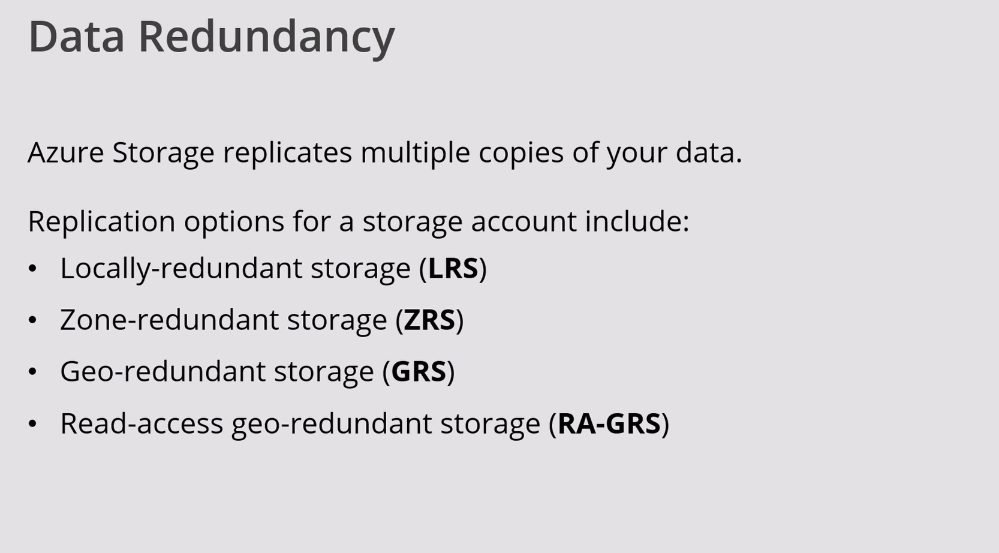 Data Redundancy
Azure Storage replicates multiple copies of your data.
Replication options for a storage account include:
• Locally-redundant storage (LRS)
• Zone-redundant storage (ZRS)
• Geo-redundant storage (GRS)
• Read-access geo-redundant storage (RA-GRS)